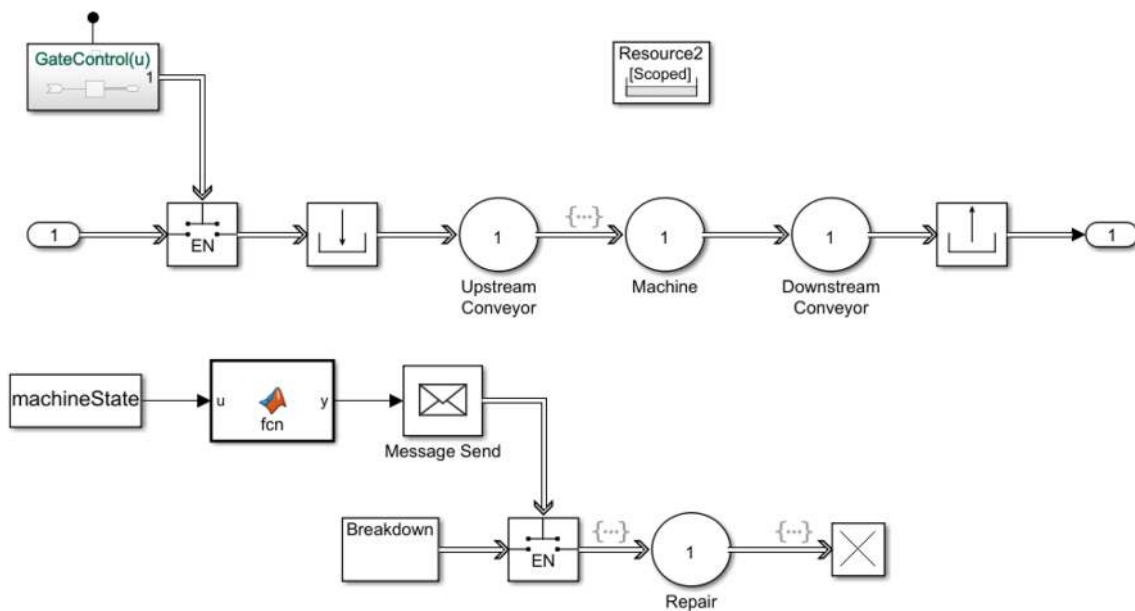 GateControl(u)
1
Resource2
[Scoped]
1
EN
1
{...}
1
1
1
Upstream
Conveyor
Machine
Downstream
Conveyor
machineState
u
fcn
y
Message Send
Breakdown
EN
{...}
1
{...}
Repair